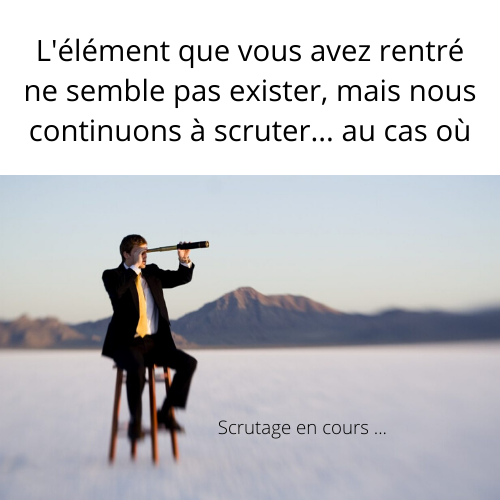 L'élément que vous avez rentré
ne semble pas exister, mais nous
continuons à scruter... au cas où
Scrutage en cours ...